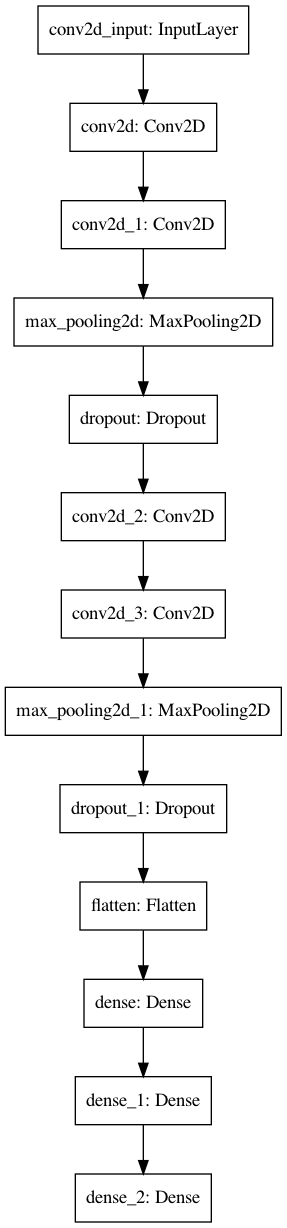 conv2d_input: InputLayer
conv2d: Conv2D
conv2d_1: Conv2D
max_pooling2d: MaxPooling2D
dropout: Dropout
conv2d_2: Conv2D
conv2d_3: Conv2D
max_pooling2d_1: MaxPooling2D
dropout_1: Dropout
flatten: Flatten
dense: Dense
dense_1: Dense
dense_2: Dense